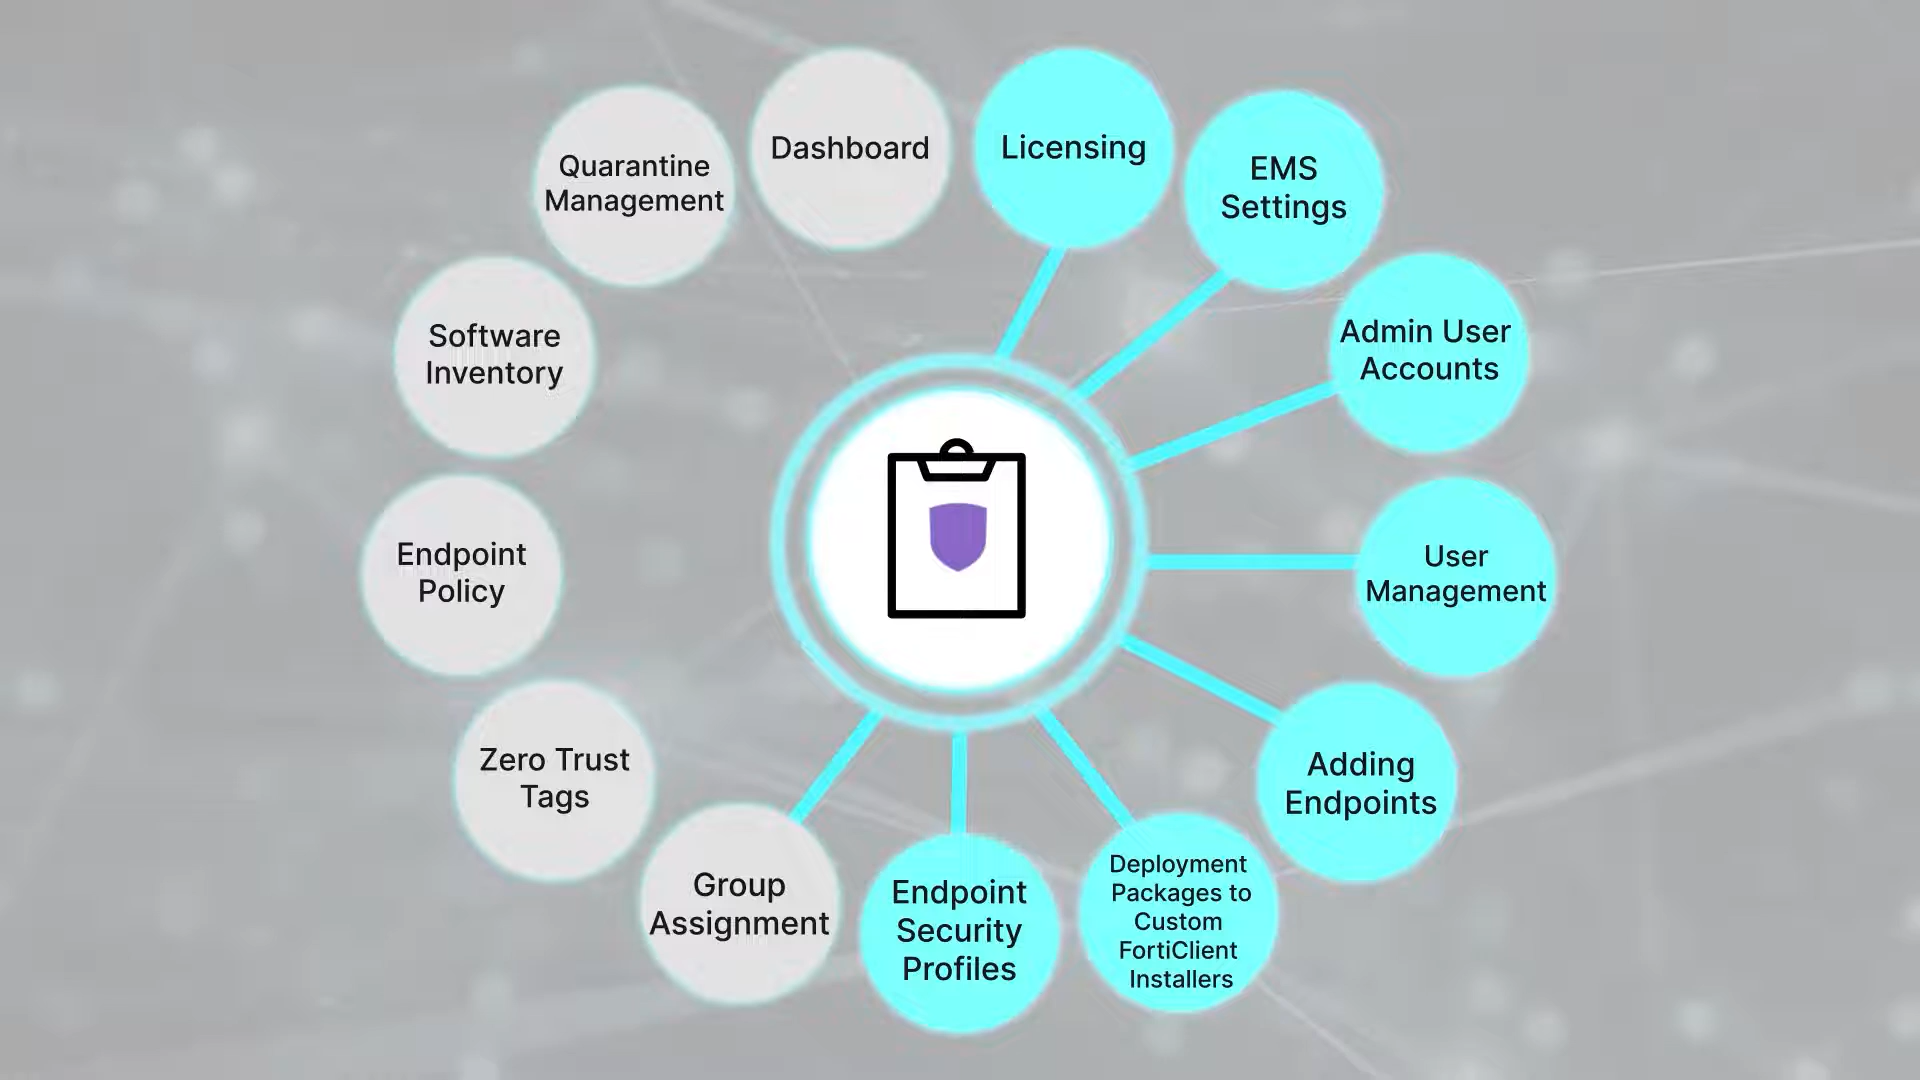 Dashboard
Licensing
EMS
Settings
Admin User
Accounts
User
Management
Adding
Endpoints
Deployment
Packages to
Custom
FortiClient
Installers
Endpoint
Security
Profiles
Group
Assignment
Zero Trust
Tags
Endpoint
Policy
Software
Inventory
Quarantine
Management